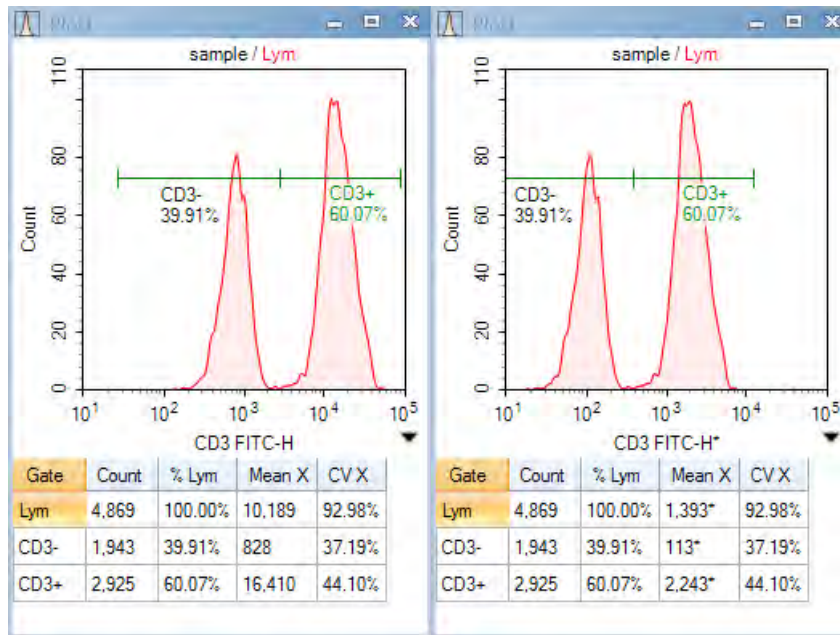 sample / Lym
110
80
60
40
20
0
Count
CD3-
39.91%
CD3+
60.07%
10^1 10^2 10^3 10^4 10^5
CD3 FITC-H
Gate Count % Lym Mean X CV X
Lym 4,869 100.00% 10,189 92.98%
CD3- 1,943 39.91% 828 37.19%
CD3+ 2,925 60.07% 16,410 44.10%
sample / Lym
110
80
60
40
20
0
Count
CD3-
39.91%
CD3+
60.07%
10^1 10^2 10^3 10^4 10^5
CD3 FITC-H*
Gate Count % Lym Mean X CV X
Lym 4,869 100.00% 1,393* 92.98%
CD3- 1,943 39.91% 113* 37.19%
CD3+ 2,925 60.07% 2,243* 44.10%